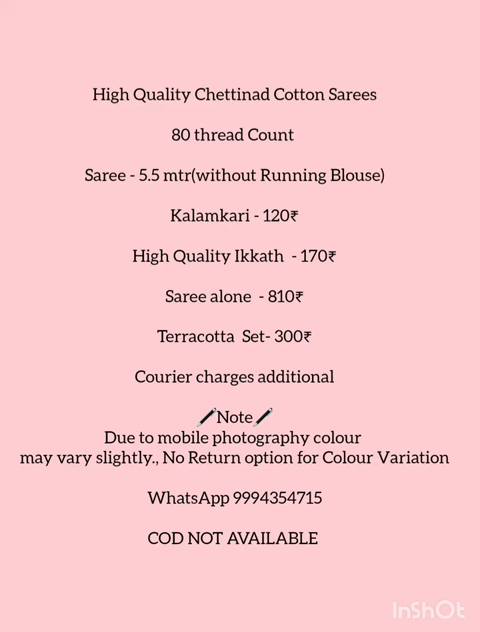 High Quality Chettinad Cotton Sarees
80 thread Count
Saree - 5.5 mtr(without Running Blouse)
Kalamkari - 120₹
High Quality Ikkath - 170₹
Saree alone - 810₹
Terracotta Set- 300₹
Courier charges additional
🖊Note🖊
Due to mobile photography colour
may vary slightly., No Return option for Colour Variation
WhatsApp 9994354715
COD NOT AVAILABLE
InShOt